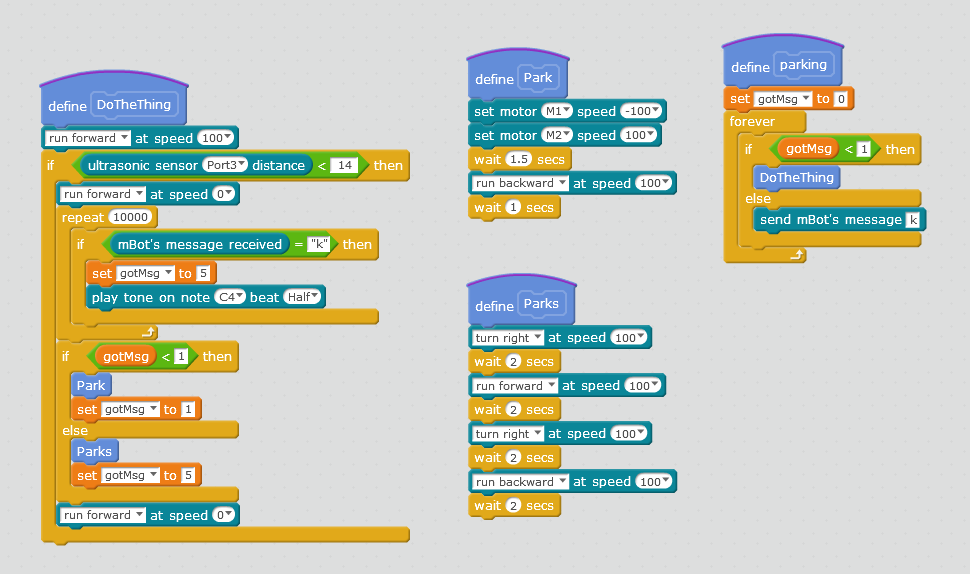 define DoTheThing
run forward at speed 100
if ultrasonic sensor Port3 distance < 14 then
run forward at speed 0
repeat 10000
if mBot's message received = "k" then
set gotMsg to 5
play tone on note C4 beat Half
if gotMsg < 1 then
Park
set gotMsg to 1
else
Parks
set gotMsg to 5
run forward at speed 0
define Park
set motor M1 speed -100
set motor M2 speed 100
wait 1.5 secs
run backward at speed 100
wait 1 secs
define Parks
turn right at speed 100
wait 2 secs
run forward at speed 100
wait 2 secs
turn right at speed 100
wait 2 secs
run backward at speed 100
wait 2 secs
define parking
set gotMsg to 0
forever
if gotMsg < 1 then
DoTheThing
else
send mBot's message k